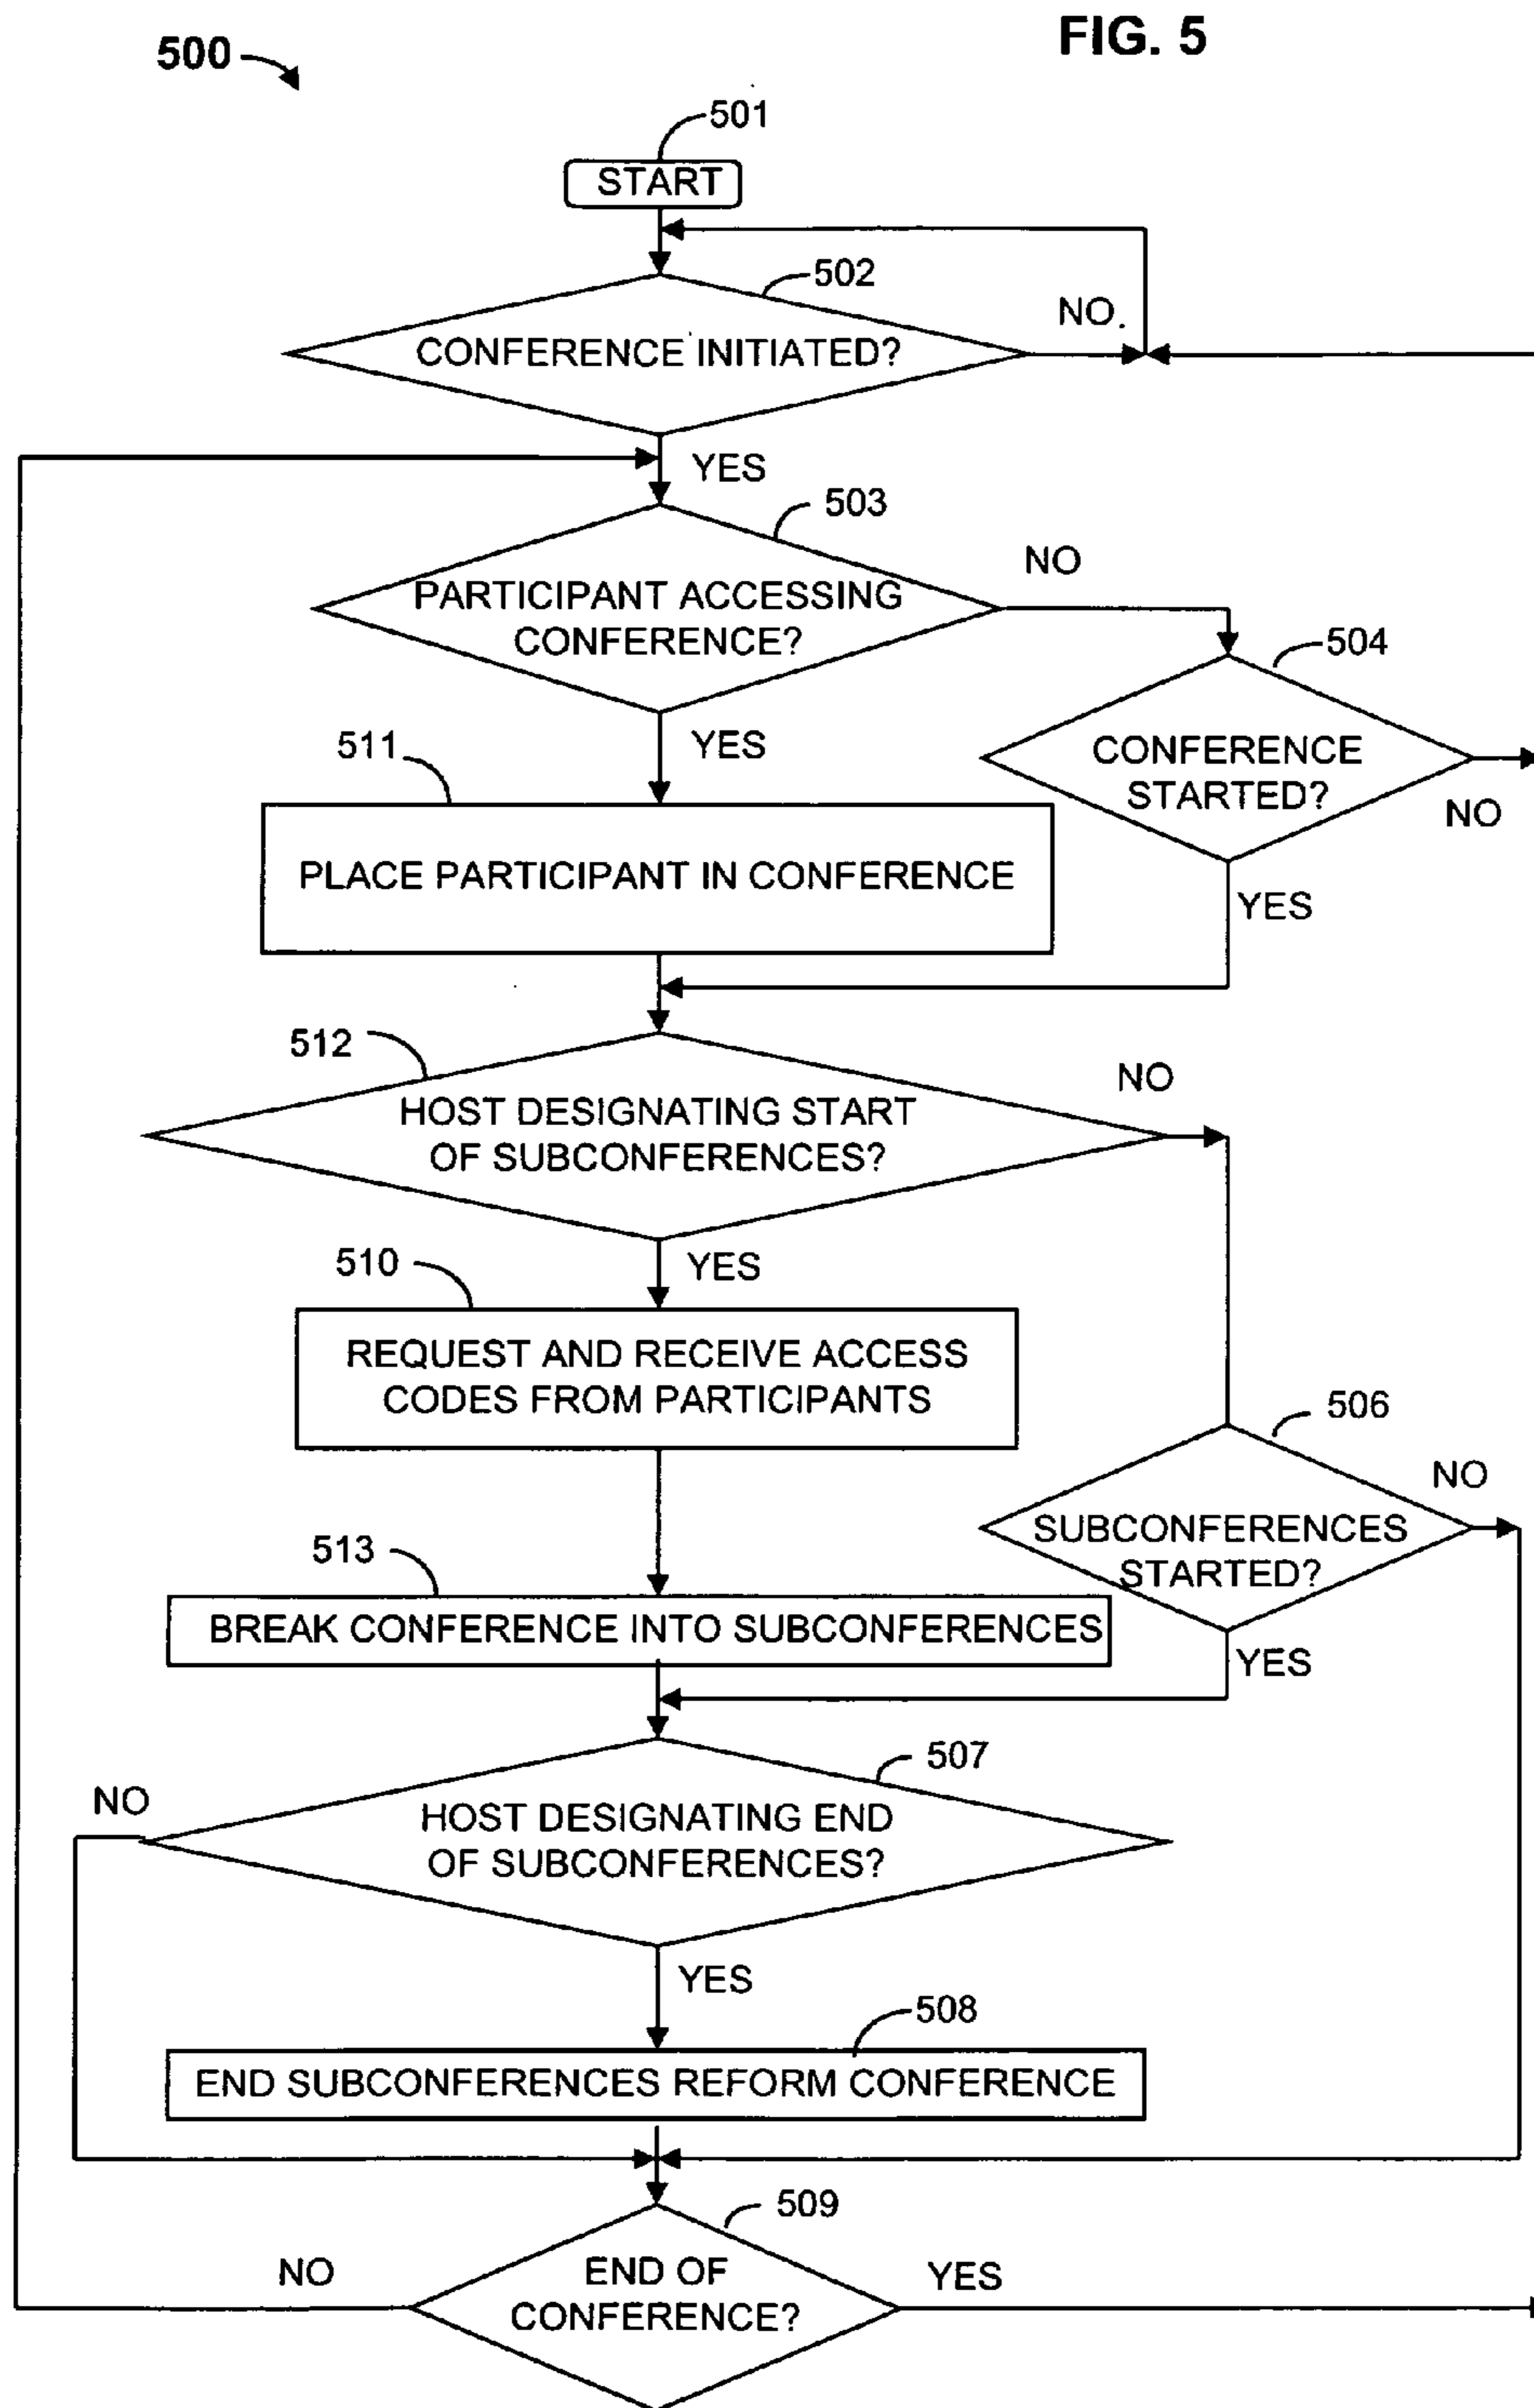 FIG. 5
500
501
START
502
NO.
CONFERENCE INITIATED?
YES
503
NO
PARTICIPANT ACCESSING
CONFERENCE?
504
YES
511
CONFERENCE
STARTED?
NO
PLACE PARTICIPANT IN CONFERENCE
YES
512
NO
HOST DESIGNATING START
OF SUBCONFERENCES?
510
YES
REQUEST AND RECEIVE ACCESS
CODES FROM PARTICIPANTS
506
NO
SUBCONFERENCES
STARTED?
513
BREAK CONFERENCE INTO SUBCONFERENCES
YES
507
NO
HOST DESIGNATING END
OF SUBCONFERENCES?
YES
508
END SUBCONFERENCES REFORM CONFERENCE
509
NO
END OF
CONFERENCE?
YES